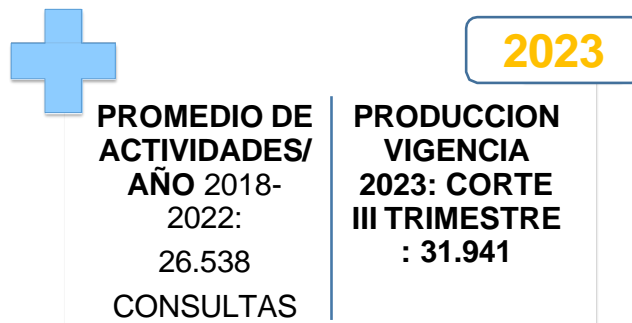 2023
PROMEDIO DE
ACTIVIDADES/
AÑO 2018-
2022:
26.538
CONSULTAS
PRODUCCION
VIGENCIA
2023: CORTE
III TRIMESTRE
: 31.941